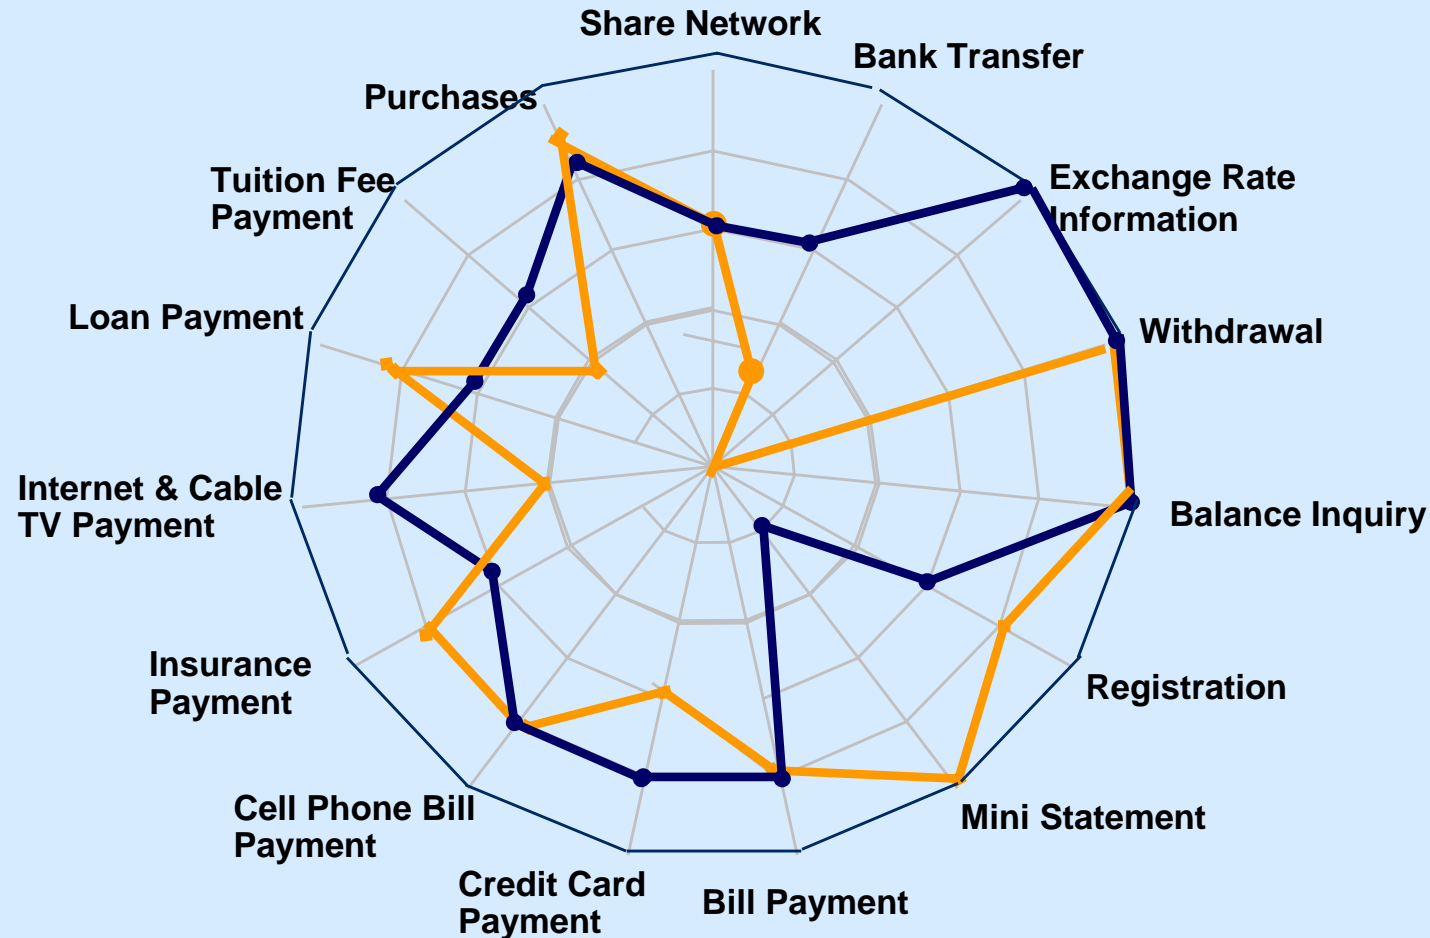 Share Network
Bank Transfer
Exchange Rate
Information
Withdrawal
Balance Inquiry
Registration
Mini Statement
Bill Payment
Credit Card
Payment
Cell Phone Bill
Payment
Insurance
Payment
Internet & Cable
TV Payment
Loan Payment
Tuition Fee
Payment
Purchases